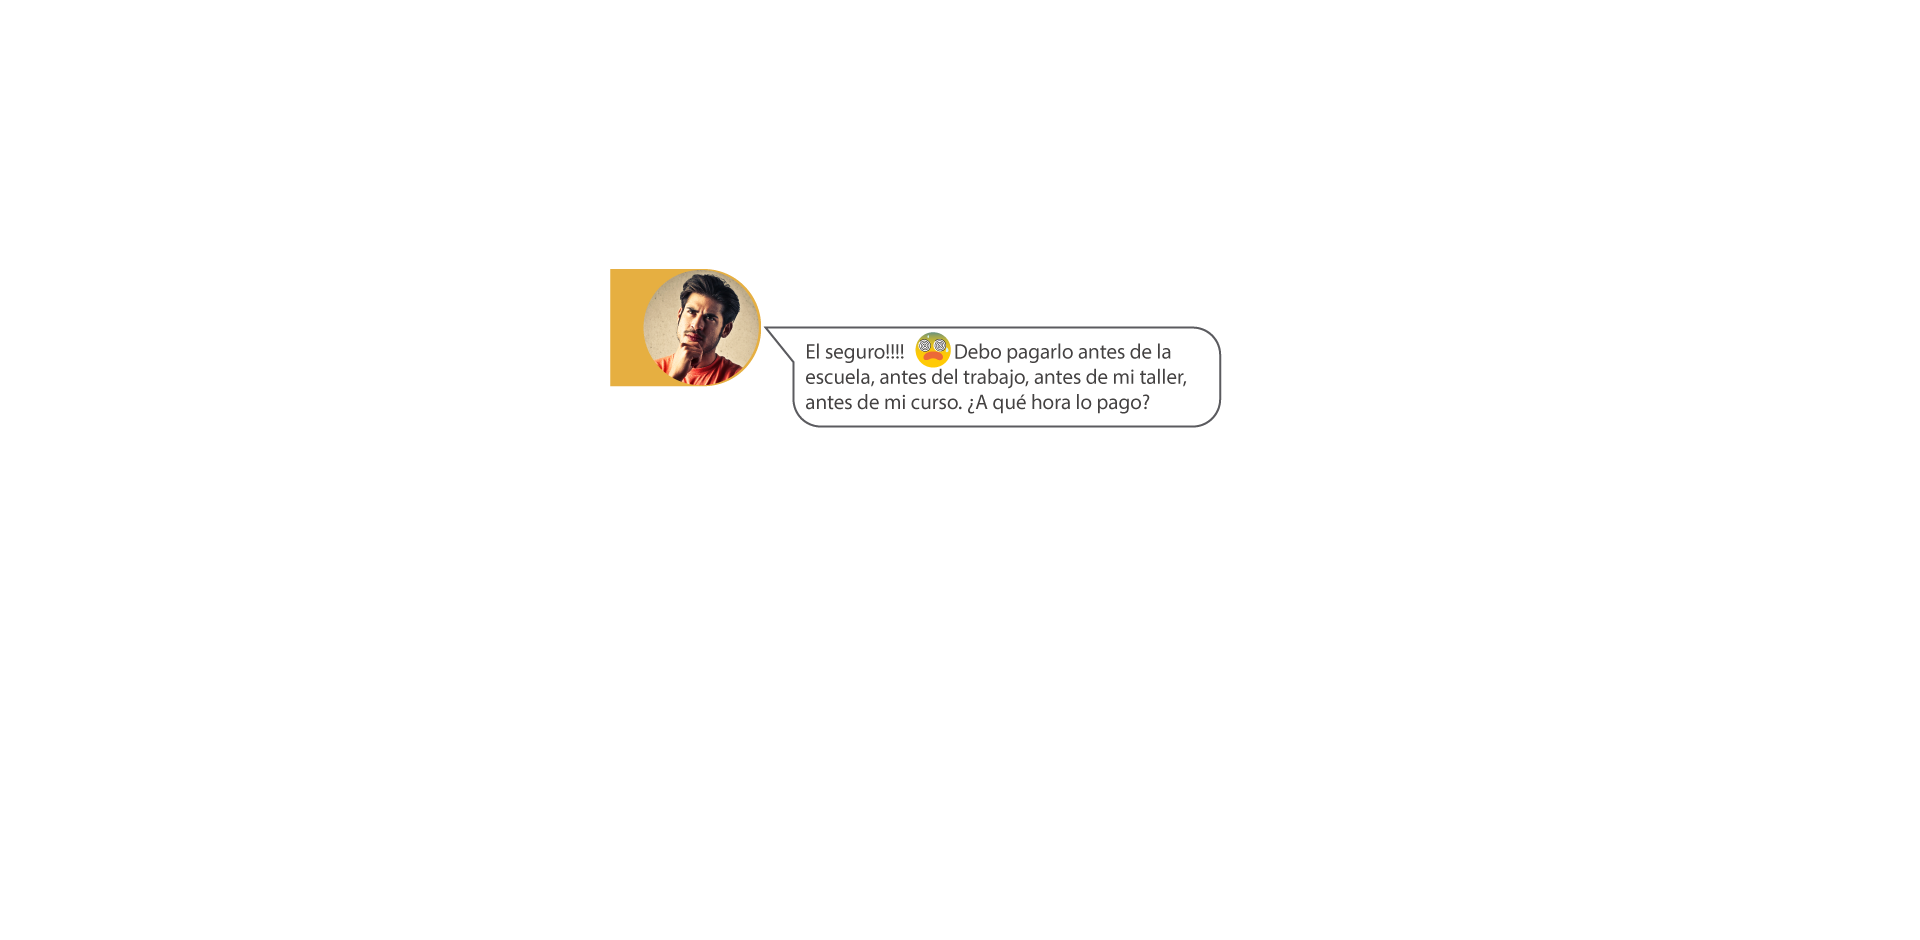 El seguro!!!! Debo pagarlo antes de la
escuela, antes del trabajo, antes de mi taller,
antes de mi curso. ¿A qué hora lo pago?